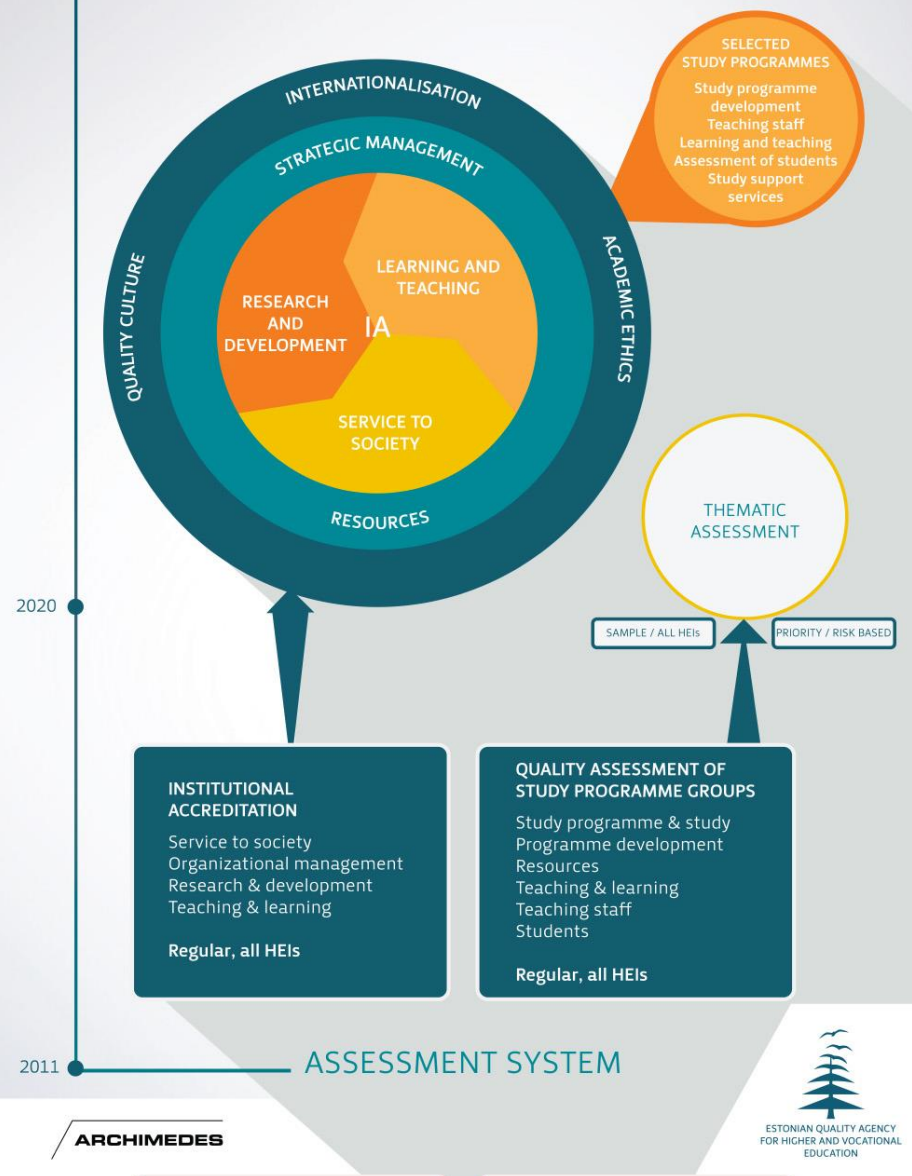 SELECTED
STUDY PROGRAMMES
Study programme
development
Teaching staff
Learning and teaching
Assessment of students
Study support
services
INTERNATIONALISATION
STRATEGIC MANAGEMENT
QUALITY CULTURE
ACADEMIC ETHICS
LEARNING AND
TEACHING
RESEARCH
AND
DEVELOPMENT
IA
SERVICE TO
SOCIETY
RESOURCES
THEMATIC
ASSESSMENT
2020
SAMPLE / ALL HEIs
PRIORITY / RISK BASED
INSTITUTIONAL
ACCREDITATION
Service to society
Organizational management
Research & development
Teaching & learning
Regular, all HEIs
QUALITY ASSESSMENT OF
STUDY PROGRAMME GROUPS
Study programme & study
Programme development
Resources
Teaching & learning
Teaching staff
Students
Regular, all HEIs
2011
ASSESSMENT SYSTEM
ARCHIMEDES
ESTONIAN QUALITY AGENCY
FOR HIGHER AND VOCATIONAL
EDUCATION